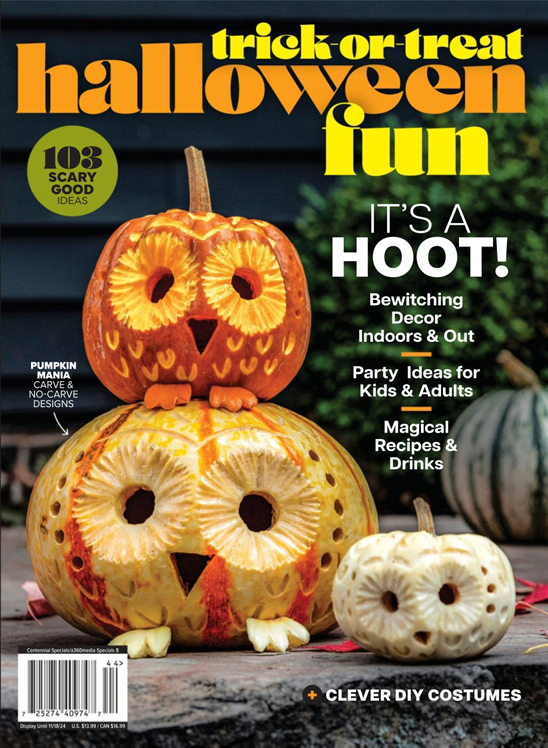 trick-or-treat
halloween
fun
103
SCARY
GOOD
IDEAS
IT'S A
HOOT!
Bewitching
Decor
Indoors & Out
Party Ideas for
Kids & Adults
Magical
Recipes &
Drinks
PUMPKIN
MANIA
CARVE &
NO-CARVE
DESIGNS
+ CLEVER DIY COSTUMES
Centennial Specials/a360media Specials 8
44>
7 25274 40974 7
Display Until 11/18/24 U.S. $13.99 / CAN $16.99